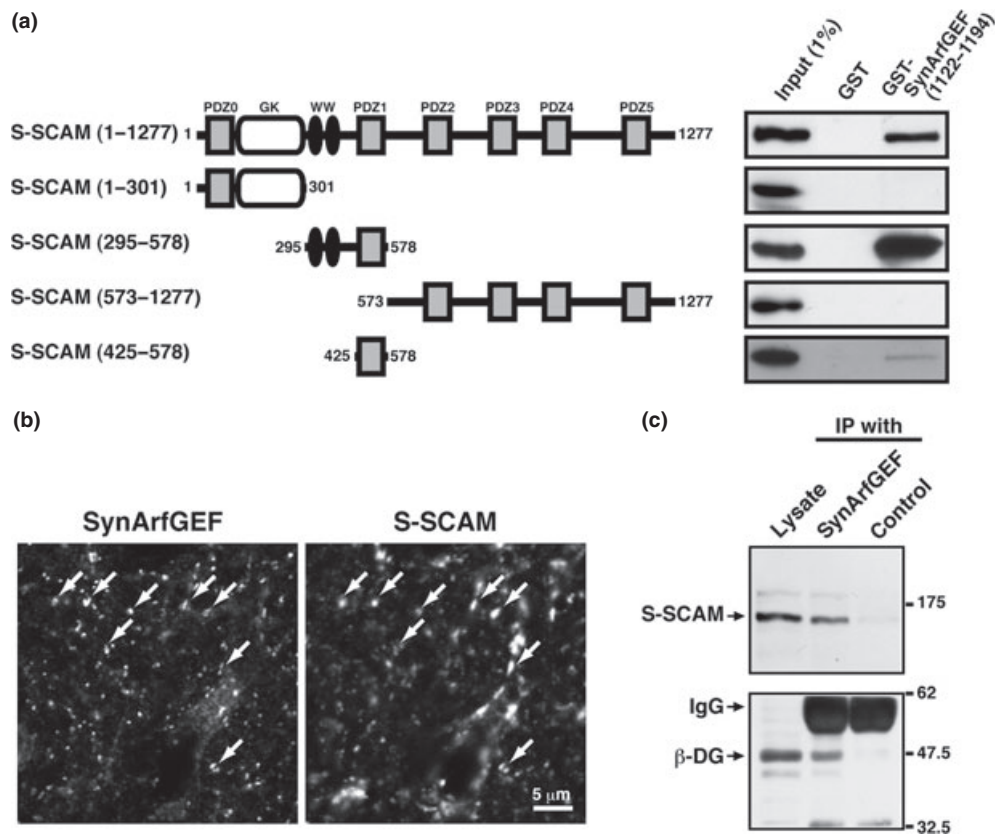 (a)
Input (1%)
GST
GST-
SynArfGEF
(1122–1194)
PDZ0 GK WW PDZ1 PDZ2 PDZ3 PDZ4 PDZ5
S-SCAM (1–1277) 1 1277
S-SCAM (1–301) 1 301
S-SCAM (295–578) 295 578
S-SCAM (573–1277) 573 1277
S-SCAM (425–578) 425 578
(b)
SynArfGEF S-SCAM
5 μm
(c)
IP with
Lysate
SynArfGEF
Control
S-SCAM
175
IgG
62
β-DG
47.5
32.5